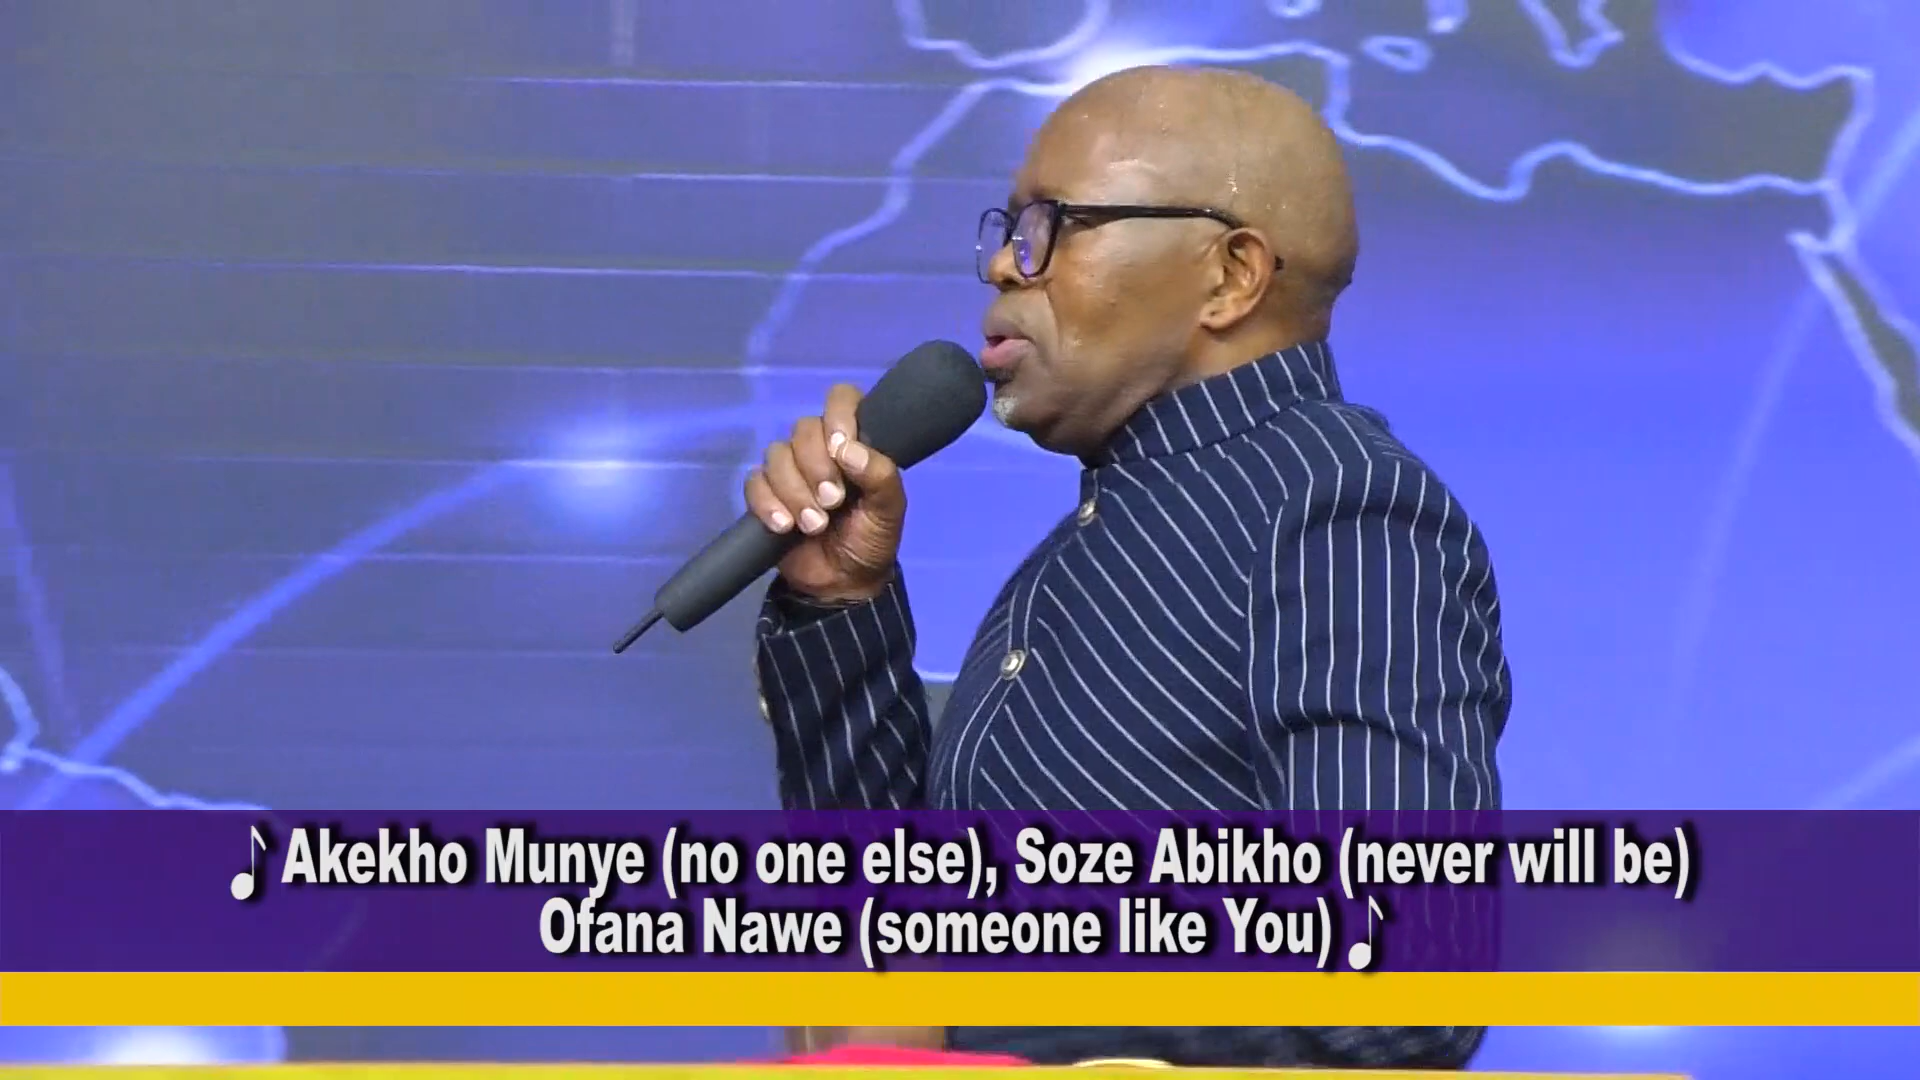 ♪ Akekho Munye (no one else), Soze Abikho (never will be)
Ofana Nawe (someone like You) ♪